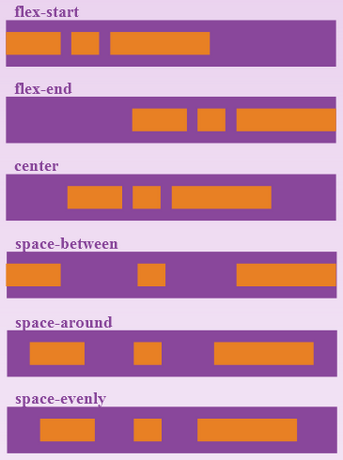 flex-start
flex-end
center
space-between
space-around
space-evenly